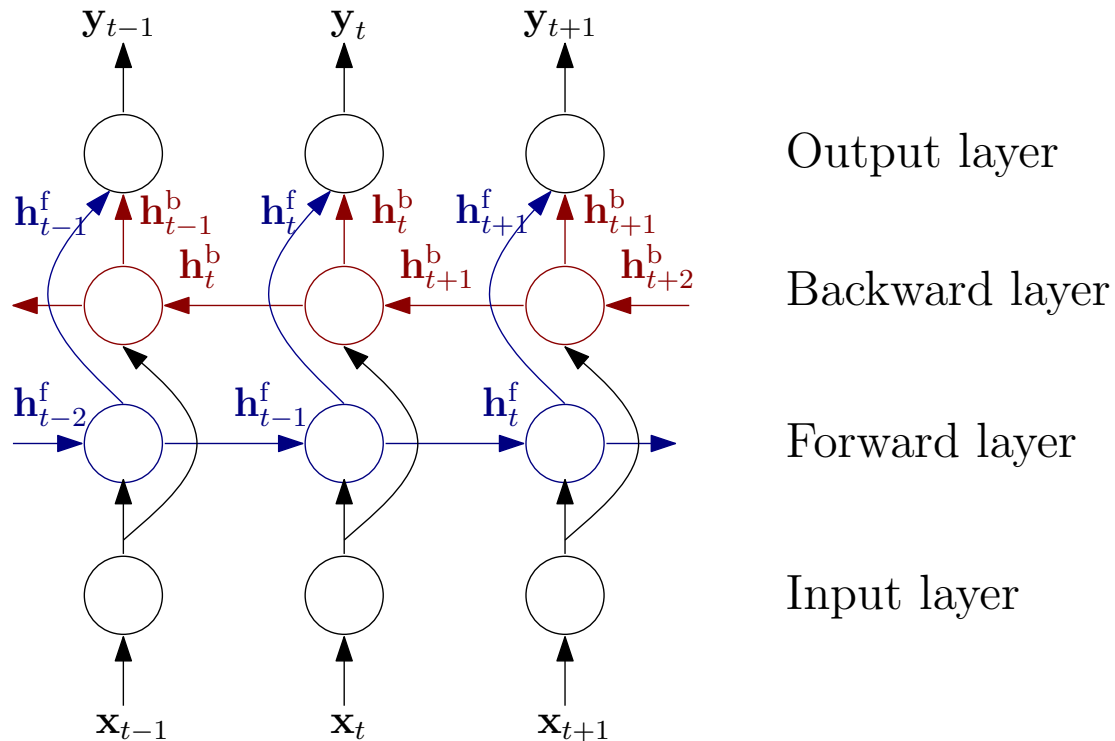 y_{t−1} y_t y_{t+1}
Output layer
h^f_{t−1} h^b_{t−1} h^f_t h^b_t h^f_{t+1} h^b_{t+1}
h^b_t h^b_{t+1} h^b_{t+2}
Backward layer
h^f_{t−2} h^f_{t−1} h^f_t
Forward layer
Input layer
x_{t−1} x_t x_{t+1}